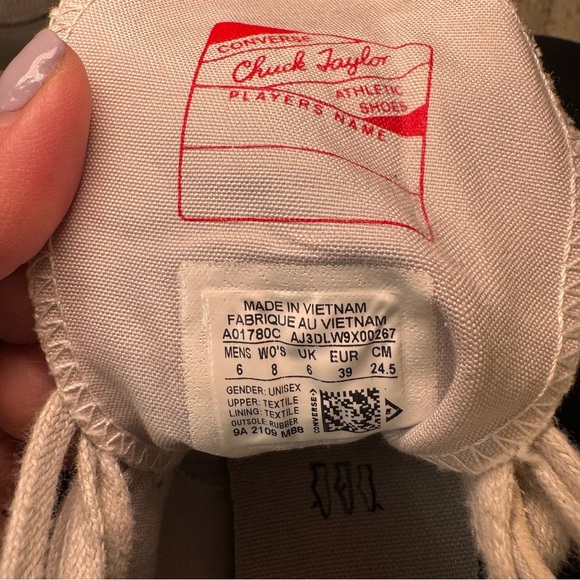 CONVERSE
Chuck Taylor
ATHLETIC
SHOES
PLAYERS NAME
MADE IN VIETNAM
FABRIQUE AU VIETNAM
A01780C AJ3DLW9X00267
MENS WO'S UK EUR CM
6 8 6 39 24.5
GENDER: UNISEX
UPPER: TEXTILE
LINING: TEXTILE
OUTSOLE: RUBBER
9A 2109 M88
CONVERSE